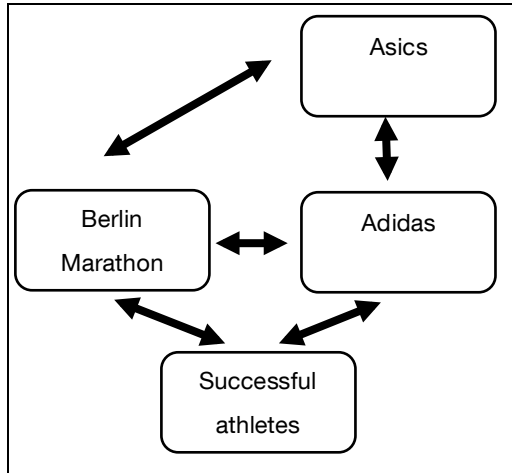 Asics
Berlin
Marathon
Adidas
Successful
athletes